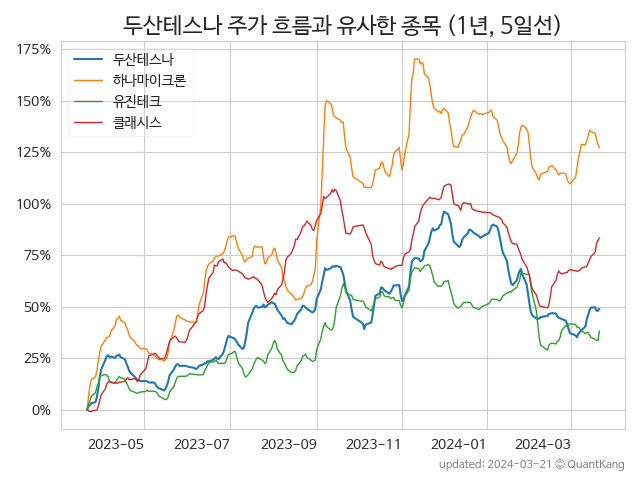 두산테스나 주가 흐름과 유사한 종목 (1년, 5일선)
175%
150%
125%
100%
75%
50%
25%
0%
두산테스나
하나마이크론
유진테크
클래시스
2023-05 2023-07 2023-09 2023-11 2024-01 2024-03
updated: 2024-03-21 © QuantKang